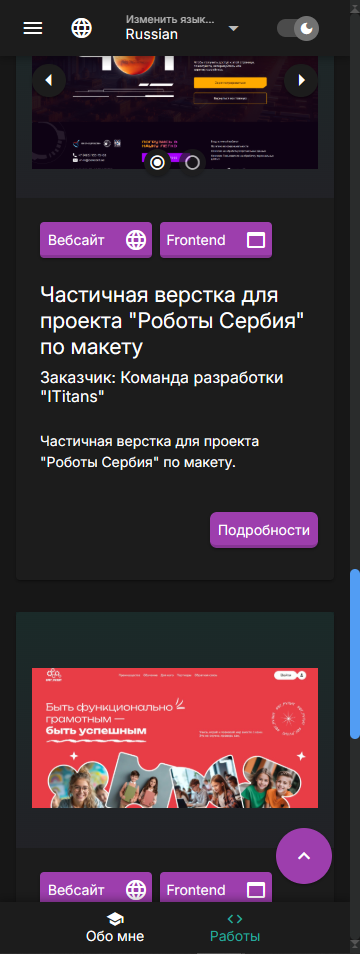 Изменить язык...
Russian
Вебсайт
Frontend
Частичная верстка для
проекта "Роботы Сербия"
по макету
Заказчик: Команда разработки
"ITitans"
Частичная верстка для проекта
"Роботы Сербия" по макету.
Подробности
Быть функционально
грамотным —
быть успешным
Вебсайт
Frontend
Обо мне
Работы